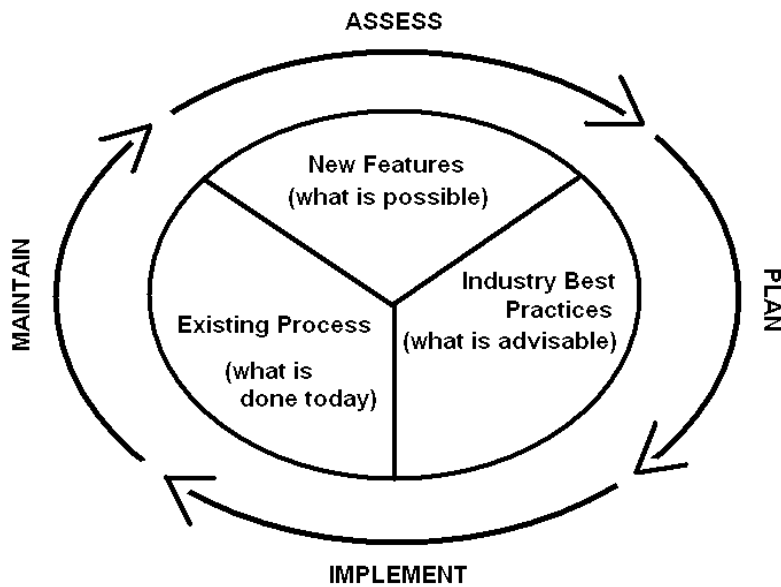 ASSESS
New Features
(what is possible)
Industry Best
Practices
(what is advisable)
PLAN
Existing Process
(what is
done today)
MAINTAIN
IMPLEMENT